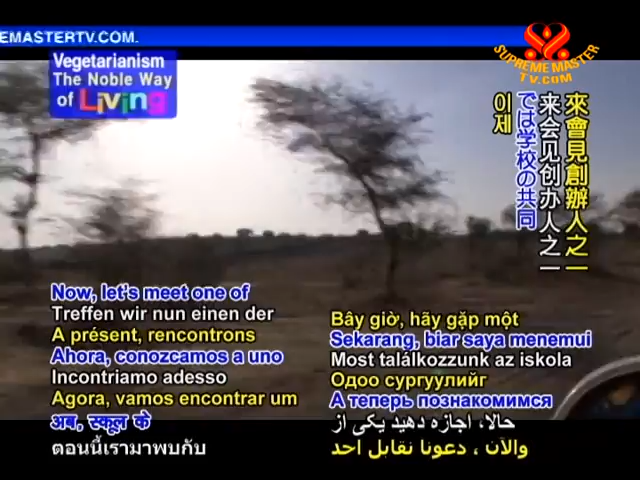 EMASTERTV.COM.
SUPREME MASTER
TV.COM
Vegetarianism
The Noble Way
of Living
來會見創辦人之一
来会见创办人之一
では学校の共同
이제
Now, let's meet one of
Treffen wir nun einen der
A présent, rencontrons
Ahora, conozcamos a uno
Incontriamo adesso
Agora, vamos encontrar um
अब, स्कूल के
ตอนนี้เรามาพบกับ
Bây giờ, hãy gặp một
Sekarang, biar saya menemui
Most találkozzunk az iskola
Одоо сургуулийг
А теперь познакомимся
حالا، اجازه دهید یکی از
والآن ، دعونا نقابل احد